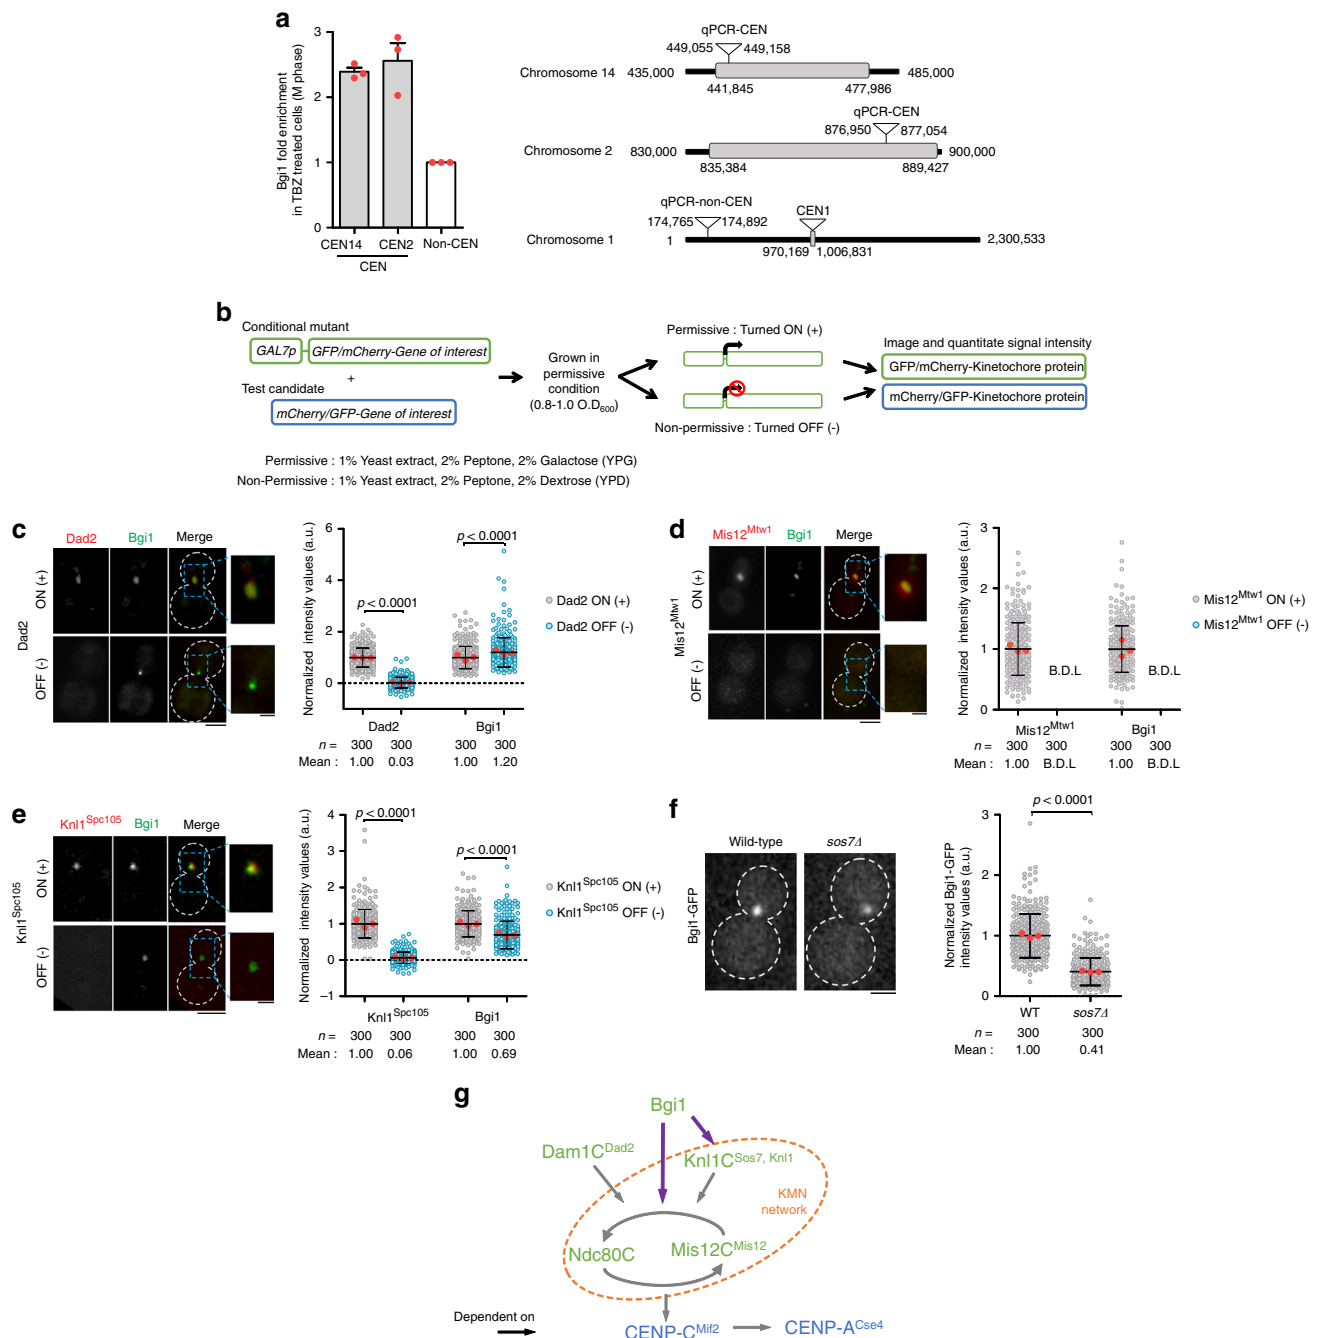 a
Bgi1 fold enrichment
in TBZ treated cells (M phase)
3
2
1
0
CEN14
CEN2
Non-CEN
CEN
qPCR-CEN
449,055
449,158
Chromosome 14
435,000
485,000
441,845
477,986
qPCR-CEN
876,950
877,054
Chromosome 2
830,000
900,000
835,384
889,427
qPCR-non-CEN
174,765
174,892
CEN1
Chromosome 1
1
2,300,533
970,169
1,006,831
b
Conditional mutant
GAL7p
GFP/mCherry-Gene of interest
+
Test candidate
mCherry/GFP-Gene of interest
Grown in
permissive
condition
(0.8-1.0 O.D600)
Permissive : Turned ON (+)
Non-permissive : Turned OFF (-)
Image and quantitate signal intensity
GFP/mCherry-Kinetochore protein
mCherry/GFP-Kinetochore protein
Permissive : 1% Yeast extract, 2% Peptone, 2% Galactose (YPG)
Non-Permissive : 1% Yeast extract, 2% Peptone, 2% Dextrose (YPD)
c
Dad2
Bgi1
Merge
Dad2
ON (+)
OFF (-)
Normalized intensity values (a.u.)
6
4
2
0
p < 0.0001
p < 0.0001
Dad2 ON (+)
Dad2 OFF (-)
Dad2
Bgi1
n = 300 300 300 300
Mean : 1.00 0.03 1.00 1.20
d
Mis12Mtw1
Bgi1
Merge
Mis12Mtw1
ON (+)
OFF (-)
Normalized intensity values (a.u.)
3
2
1
0
B.D.L
B.D.L
Mis12Mtw1 ON (+)
Mis12Mtw1 OFF (-)
Mis12Mtw1
Bgi1
n = 300 300 300 300
Mean : 1.00 B.D.L 1.00 B.D.L
e
Knl1Spc105
Bgi1
Merge
Knl1Spc105
ON (+)
OFF (-)
Normalized intensity values (a.u.)
4
3
2
1
0
−1
p < 0.0001
p < 0.0001
Knl1Spc105 ON (+)
Knl1Spc105 OFF (-)
Knl1Spc105
Bgi1
n = 300 300 300 300
Mean : 1.00 0.06 1.00 0.69
f
Wild-type
sos7Δ
Bgi1-GFP
Normalized Bgi1-GFP
intensity values (a.u.)
3
2
1
0
p < 0.0001
WT
sos7Δ
n = 300 300
Mean : 1.00 0.41
g
Bgi1
Dam1CDad2
Knl1CSos7, Knl1
KMN
network
Ndc80C
Mis12CMis12
Dependent on
CENP-CMif2
CENP-ACse4